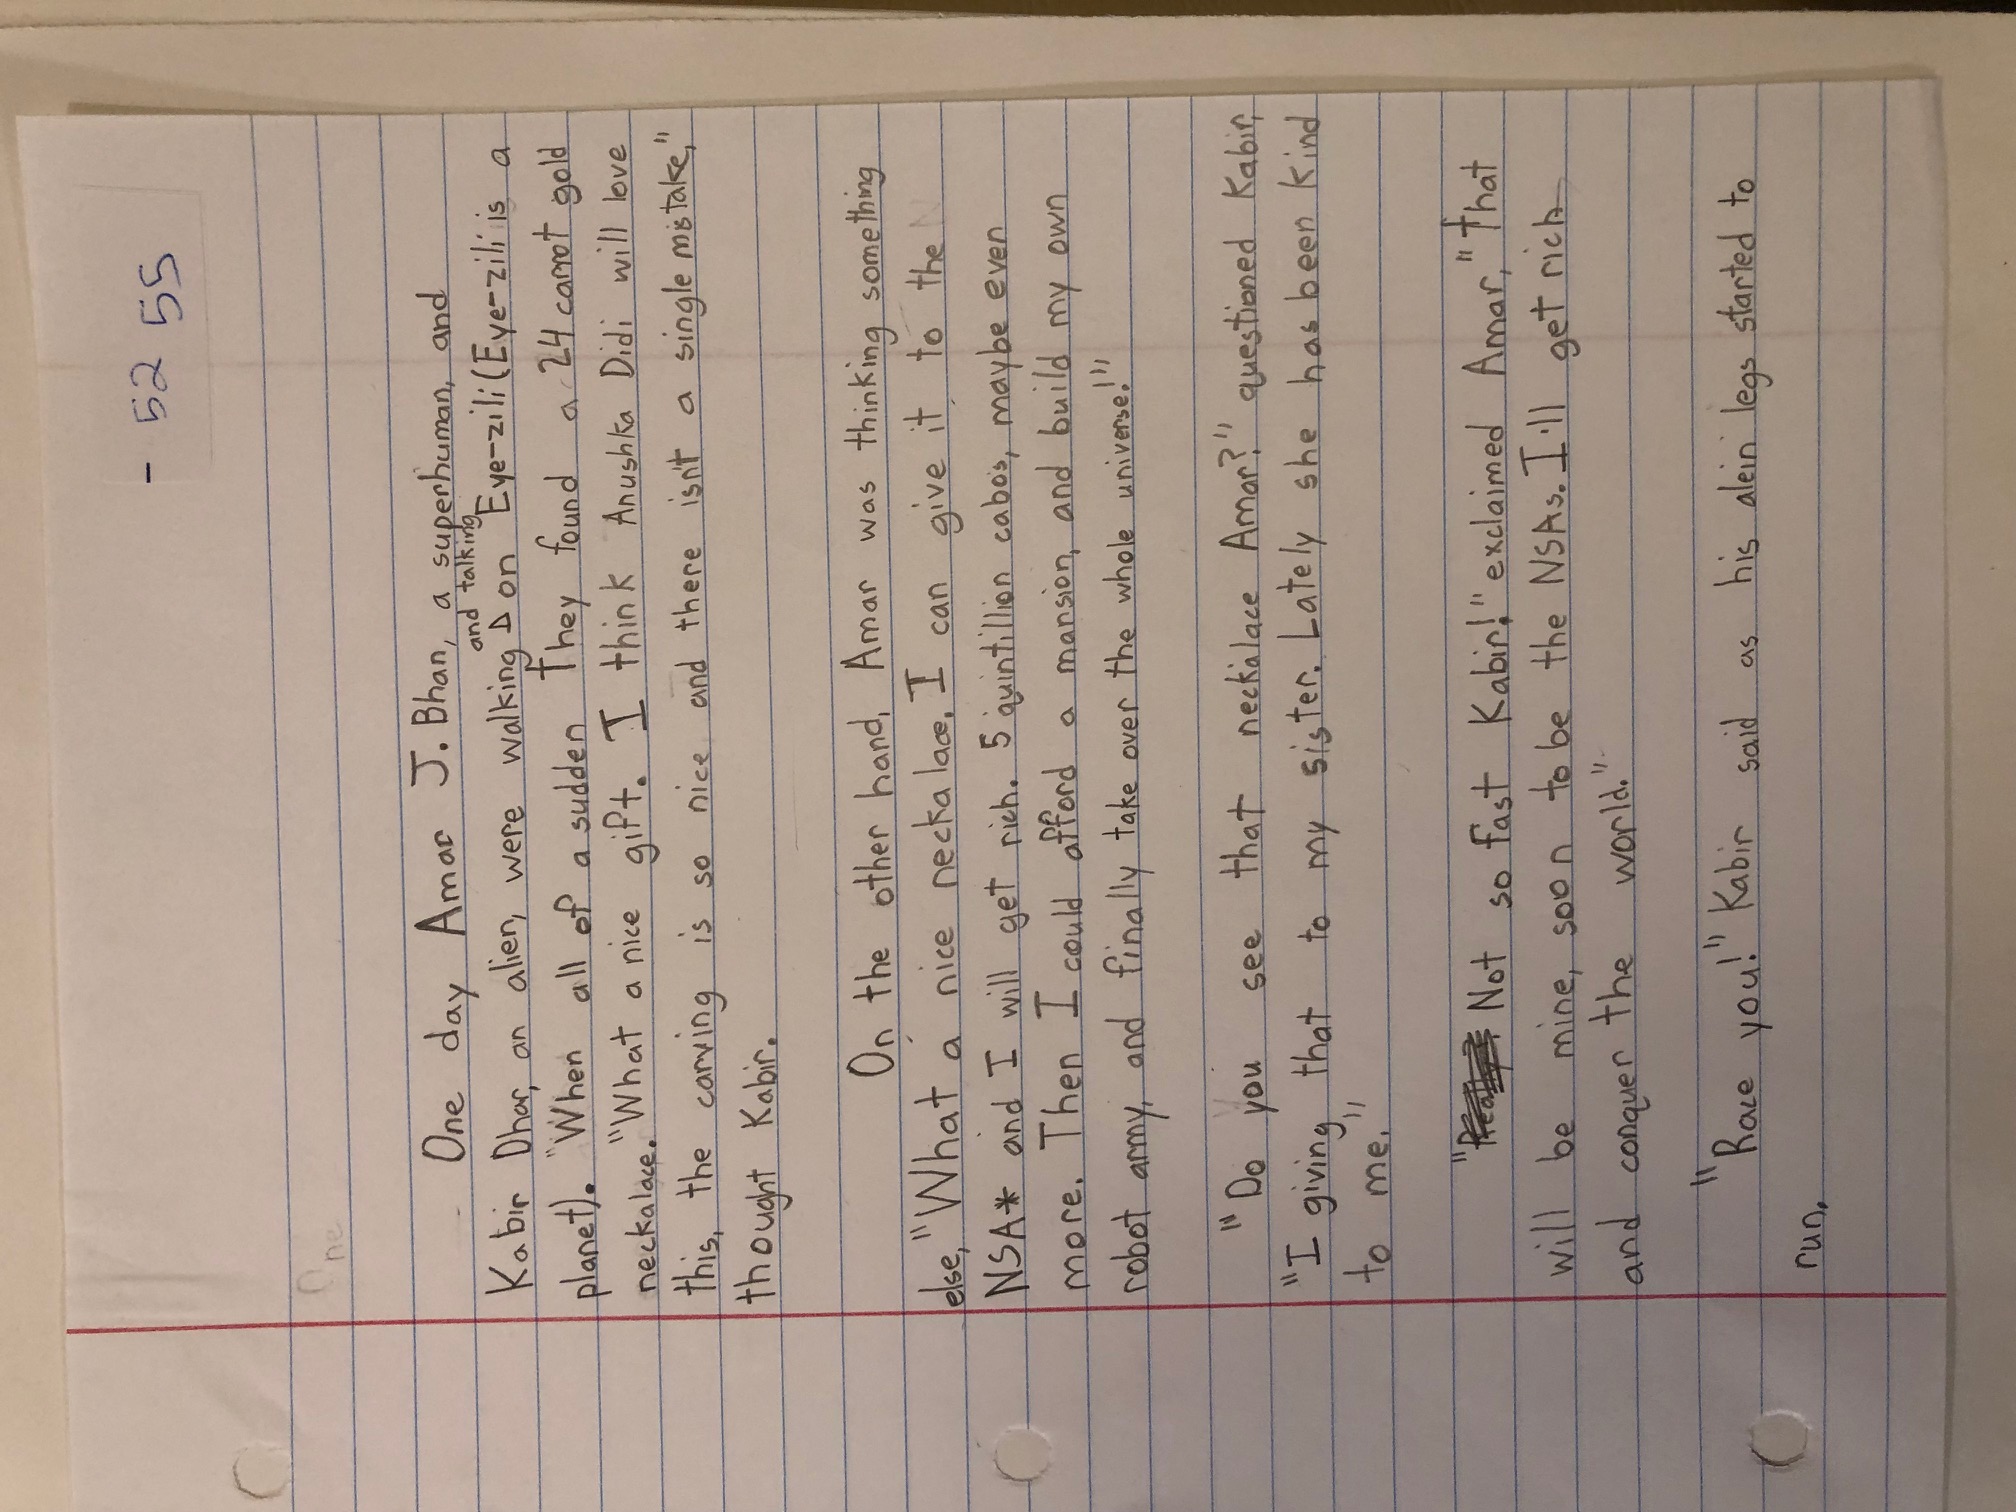 - 52 55
One
One day Amar J. Bhan, a superhuman, and
and talking
Kabir Dhar, an alien, were walking on Eye-zili (Eye-zili is a
planet). "When all of a sudden They found a 24 carrot gold
neckalace. "What a nice gift. I think Anushka Didi will love
this, the carving is so nice and there isn't a single mistake,"
thought Kabir.
On the other hand, Amar was thinking something
else, "What a nice neckalace. I can give it to the
NSA* and I will get rich. 5 quintillion cabos, maybe even
more. Then I could afford a mansion, and build my own
robot army, and finally take over the whole universe!"
"Do you see that neckalace Amar?" questioned Kabir,
"I giving that to my sister. Lately she has been kind
to me."
" Not so fast Kabir!" exclaimed Amar, "that
will be mine, soon to be the NSAs. I'll get rich
and conquer the world."
"Race you!" Kabir said as his alein legs started to
run.